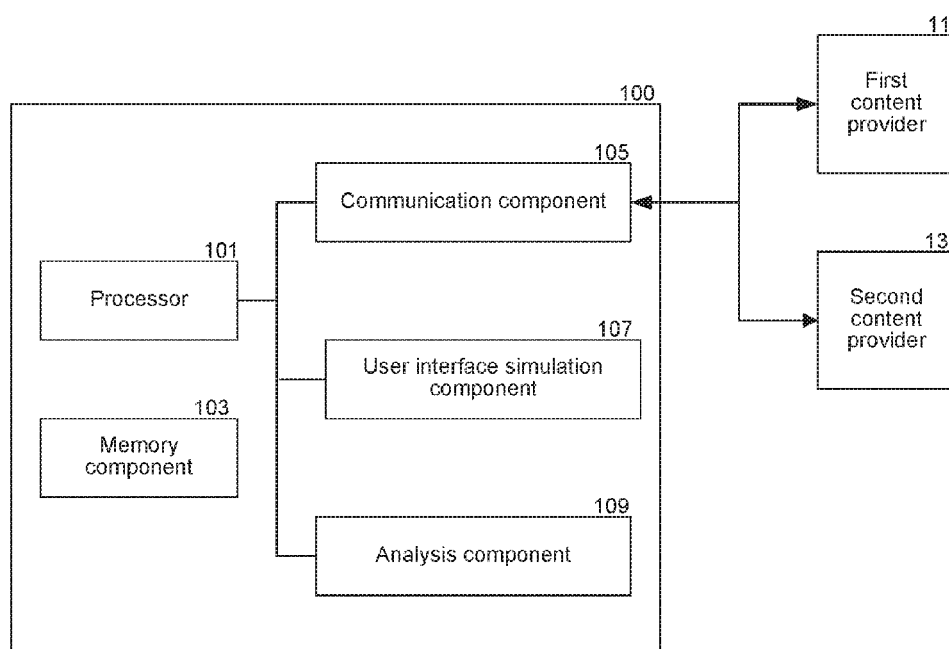 11
First
content
provider
100
105
Communication component
101
Processor
13
Second
content
provider
107
User interface simulation
component
103
Memory
component
109
Analysis component